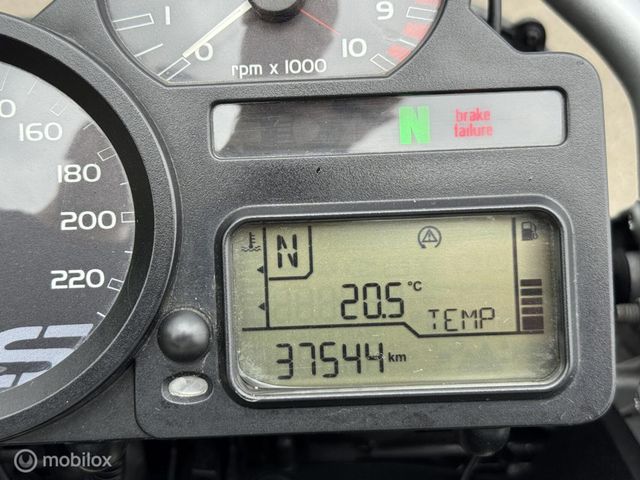 1
0
9
10
rpm x 1000
160
180
200
220
N
brake
failure
N
20.5 °C
TEMP
37544 km
S
© mobilox